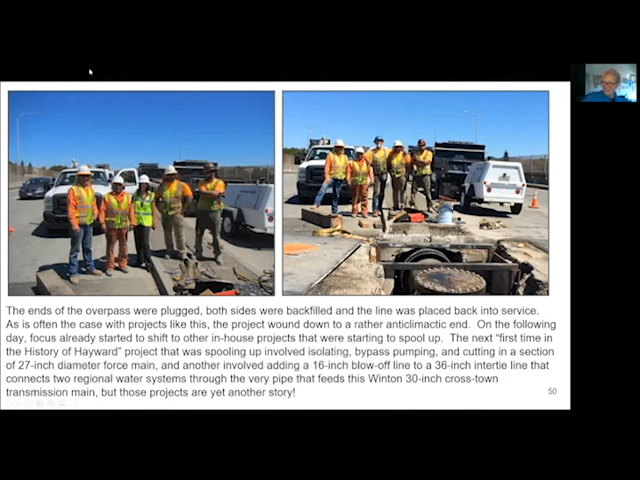 The ends of the overpass were plugged, both sides were backfilled and the line was placed back into service.
As is often the case with projects like this, the project wound down to a rather anticlimactic end. On the following
day, focus already started to shift to other in-house projects that were starting to spool up. The next "first time in
the History of Hayward" project that was spooling up involved isolating, bypass pumping, and cutting in a section
of 27-inch diameter force main, and another involved adding a 16-inch blow-off line to a 36-inch intertie line that
connects two regional water systems through the very pipe that feeds this Winton 30-inch cross-town
transmission main, but those projects are yet another story!
50